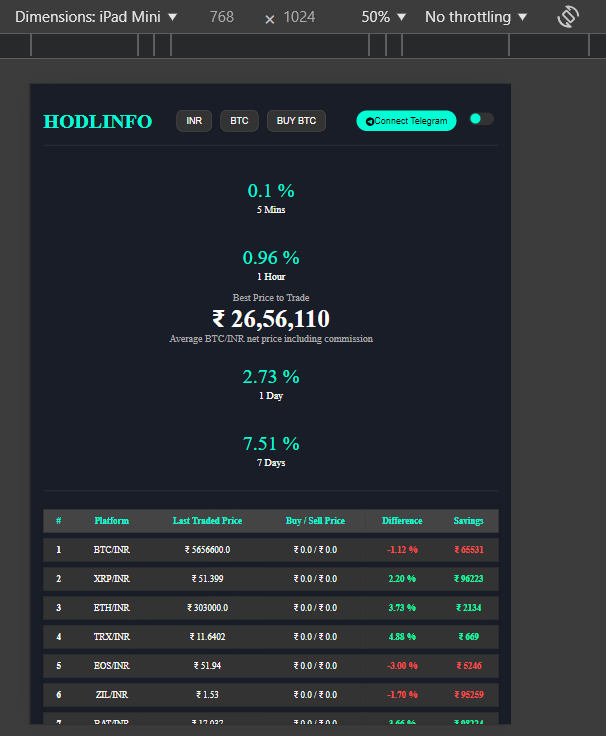 Dimensions: iPad Mini ▼ 768 × 1024 50% ▼ No throttling ▼
HODLINFO INR BTC BUY BTC Connect Telegram
0.1 %
5 Mins
0.96 %
1 Hour
Best Price to Trade
₹ 26,56,110
Average BTC/INR net price including commission
2.73 %
1 Day
7.51 %
7 Days
# Platform Last Traded Price Buy / Sell Price Difference Savings
1 BTC/INR ₹ 5656600.0 ₹ 0.0 / ₹ 0.0 -1.12 % ₹ 65531
2 XRP/INR ₹ 51.399 ₹ 0.0 / ₹ 0.0 2.20 % ₹ 96223
3 ETH/INR ₹ 303000.0 ₹ 0.0 / ₹ 0.0 3.73 % ₹ 2134
4 TRX/INR ₹ 11.6402 ₹ 0.0 / ₹ 0.0 4.88 % ₹ 669
5 EOS/INR ₹ 51.94 ₹ 0.0 / ₹ 0.0 -3.00 % ₹ 5246
6 ZIL/INR ₹ 1.53 ₹ 0.0 / ₹ 0.0 -1.70 % ₹ 95259
7 BAT/INR ₹ 0.0 / ₹ 0.0